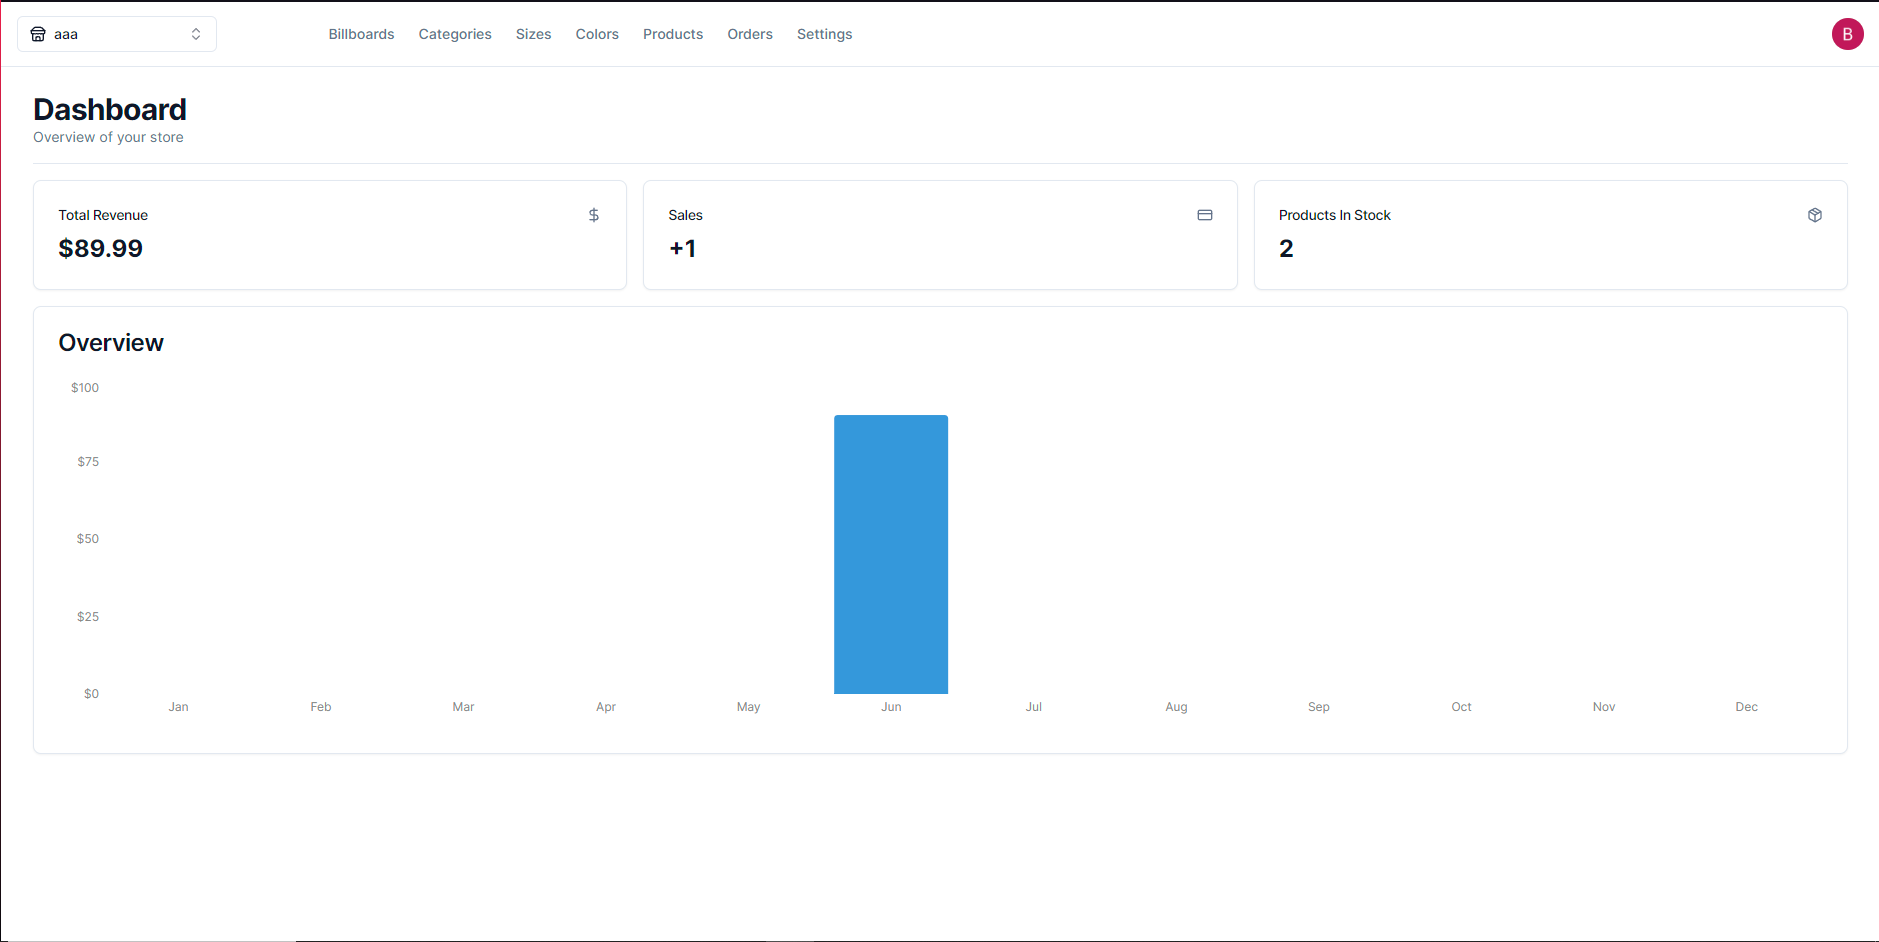 aaa Billboards Categories Sizes Colors Products Orders Settings B
Dashboard
Overview of your store
Total Revenue
$89.99
Sales
+1
Products In Stock
2
Overview
$100
$75
$50
$25
$0
Jan Feb Mar Apr May Jun Jul Aug Sep Oct Nov Dec